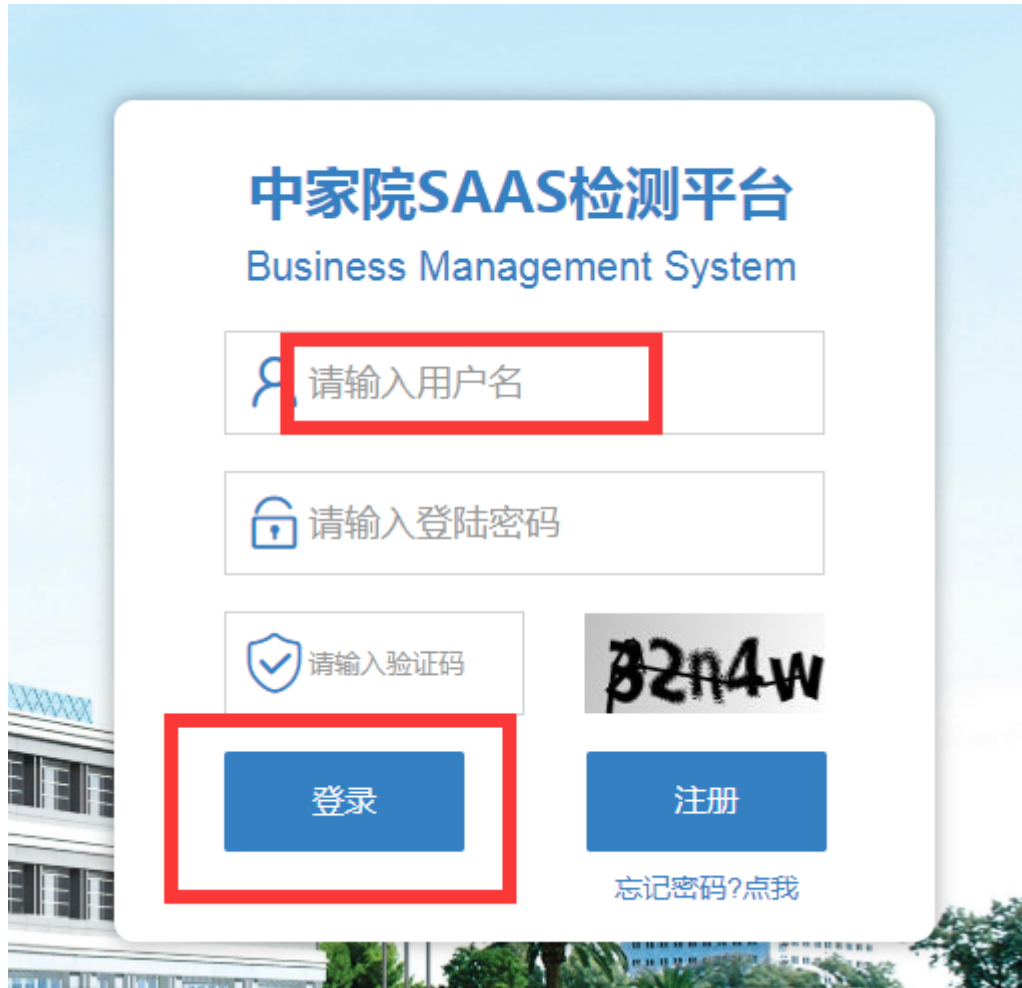 中家院SAAS检测平台
Business Management System
请输入用户名
请输入登陆密码
请输入验证码
32n4w
登录
注册
忘记密码?点我